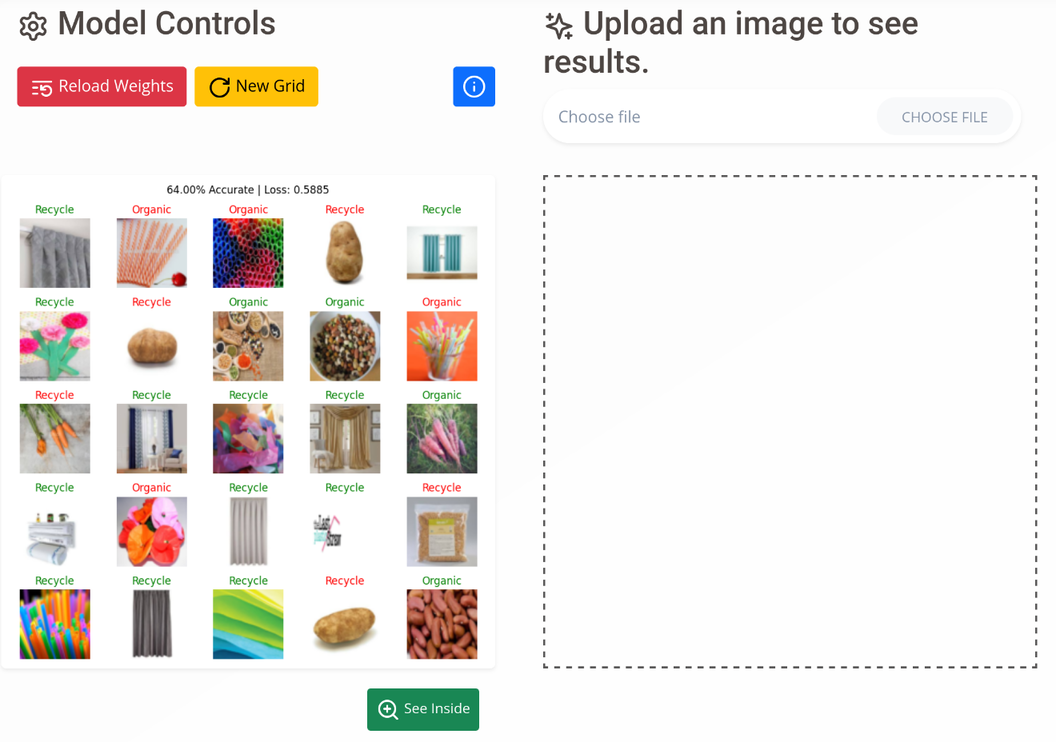 Model Controls
Reload Weights
New Grid
Upload an image to see
results.
Choose file
CHOOSE FILE
64.00% Accurate | Loss: 0.5885
Recycle Organic Organic Recycle Recycle
Recycle Recycle Organic Organic Organic
Recycle Recycle Recycle Recycle Organic
Recycle Organic Recycle Recycle Recycle
Recycle Recycle Recycle Recycle Organic
See Inside